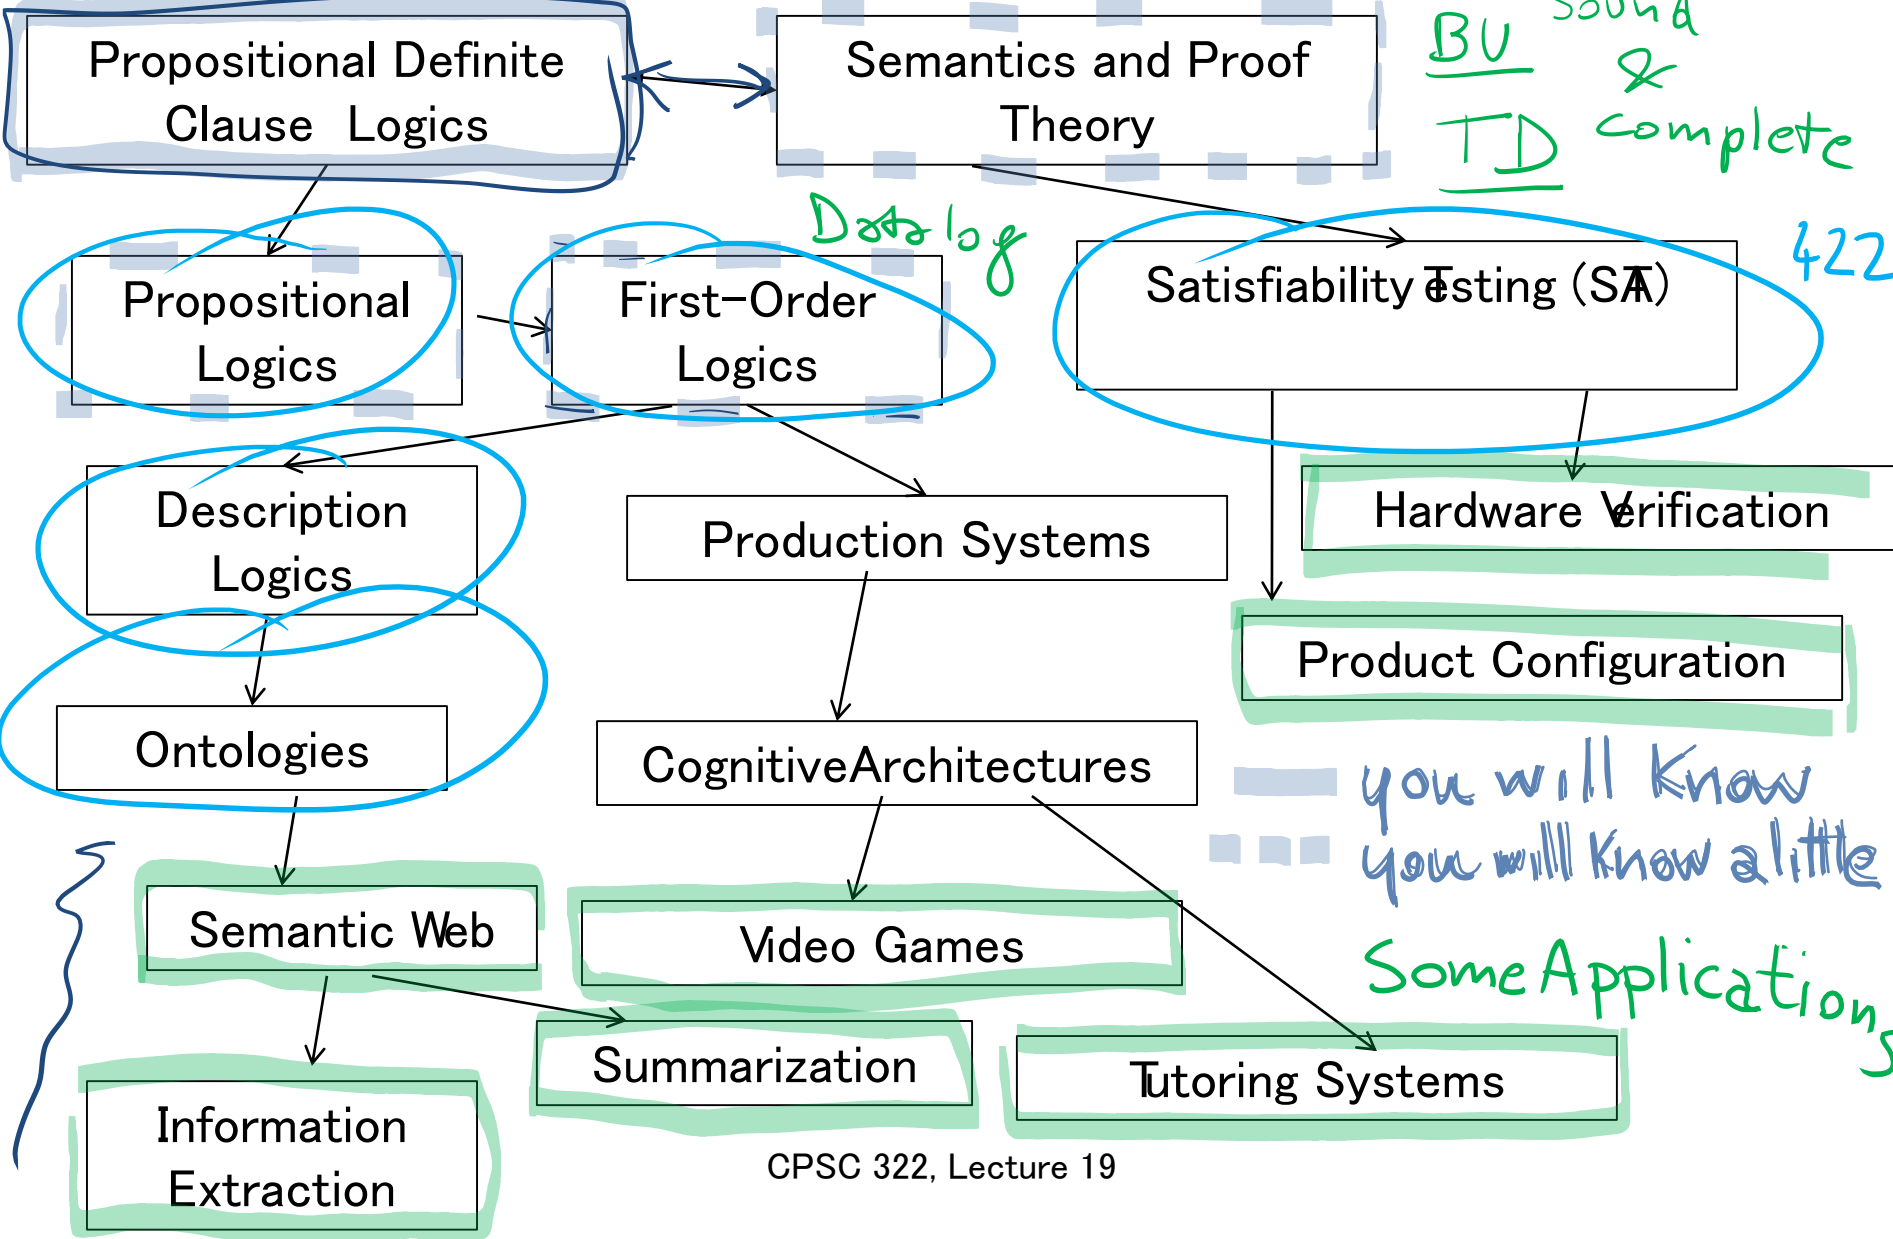 Propositional Definite
Clause Logics
Semantics and Proof
Theory
BU
sound
&
TD
complete
Datalog
422
Propositional
Logics
First-Order
Logics
Satisfiability Testing (SAT)
Description
Logics
Production Systems
Hardware Verification
Product Configuration
Ontologies
Cognitive Architectures
you will know
you will know a little
Semantic Web
Video Games
Some Applications
Summarization
Tutoring Systems
Information
Extraction
CPSC 322, Lecture 19